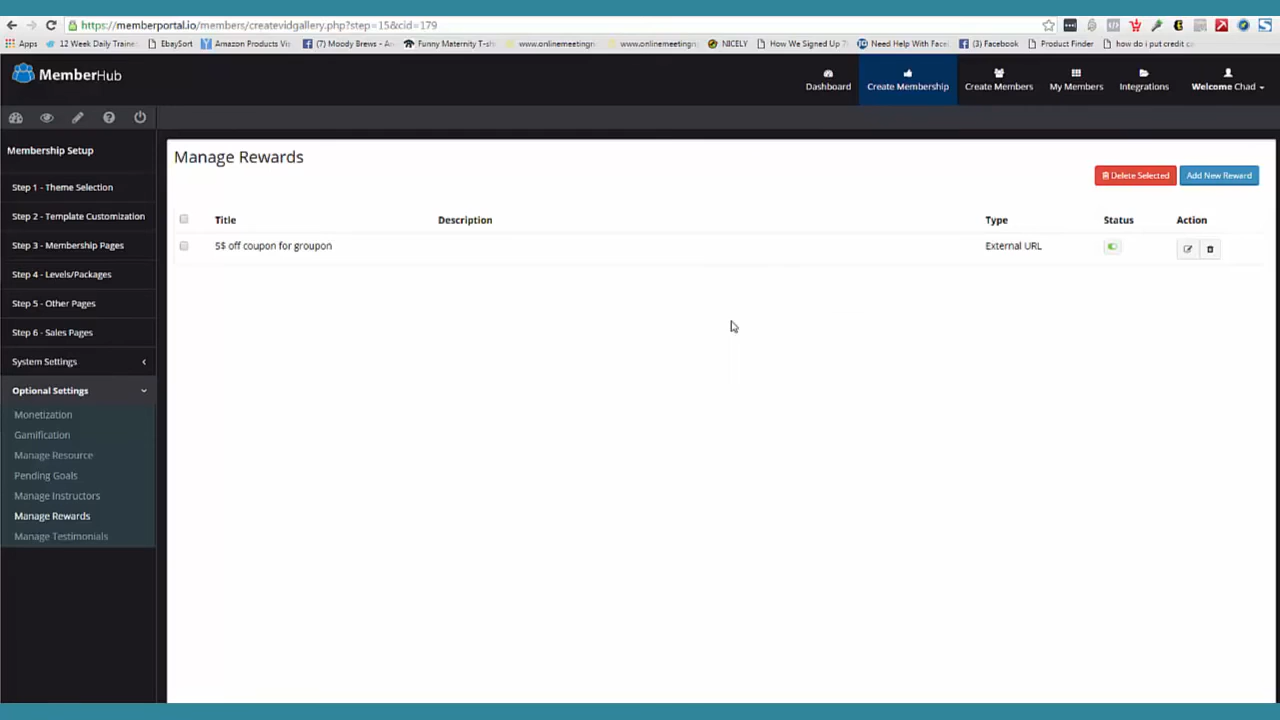 https://memberportal.io/members/createvidgallery.php?step=15&cid=179
Apps 12 Week Daily Traine EbaySort Amazon Products Vi (7) Moody Brews - A Funny Maternity T-sh www.onlinemeetingn www.onlinemeetingn NICELY How We Signed Up 7 Need Help With Face (3) Facebook Product Finder how do i put credit c
MemberHub
Dashboard Create Membership Create Members My Members Integrations Welcome Chad
Membership Setup
Step 1 - Theme Selection
Step 2 - Template Customization
Step 3 - Membership Pages
Step 4 - Levels/Packages
Step 5 - Other Pages
Step 6 - Sales Pages
System Settings
Optional Settings
Monetization
Gamification
Manage Resource
Pending Goals
Manage Instructors
Manage Rewards
Manage Testimonials
Manage Rewards
Delete Selected Add New Reward
Title Description Type Status Action
5$ off coupon for groupon External URL